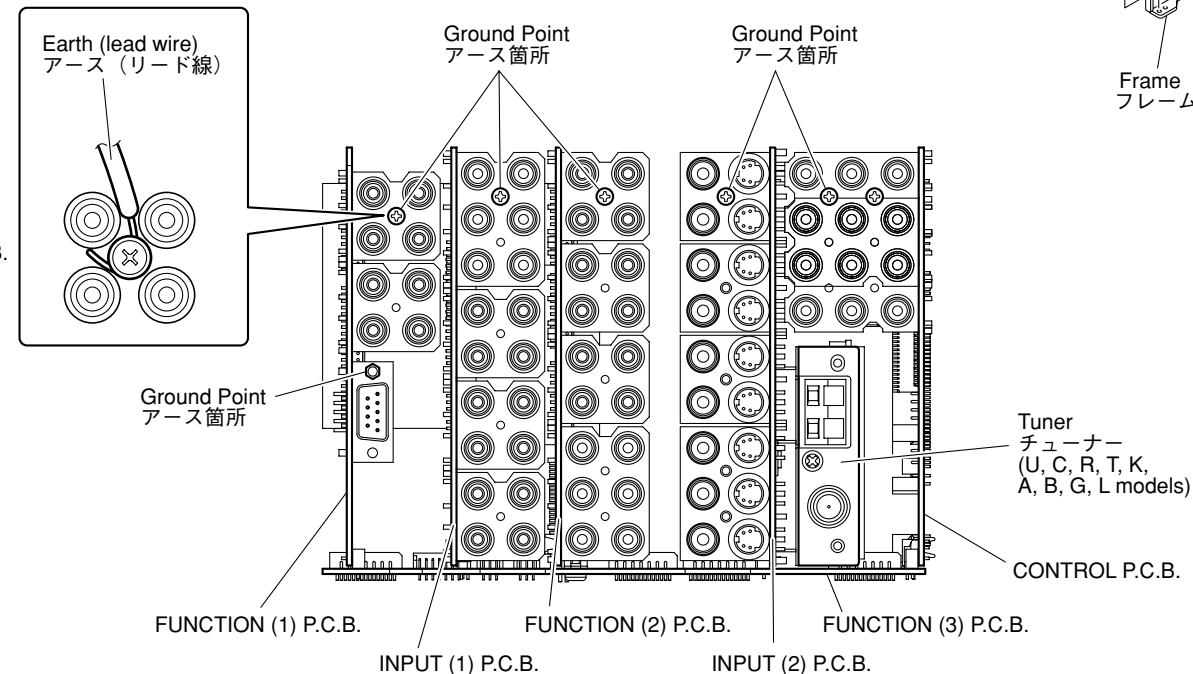 Earth (lead wire)
アース（リード線）
Ground Point
アース箇所
Ground Point
アース箇所
Frame
フレーム
Ground Point
アース箇所
Tuner
チューナー
(U, C, R, T, K,
A, B, G, L models)
CONTROL P.C.B.
FUNCTION (1) P.C.B.
FUNCTION (2) P.C.B.
FUNCTION (3) P.C.B.
INPUT (1) P.C.B.
INPUT (2) P.C.B.